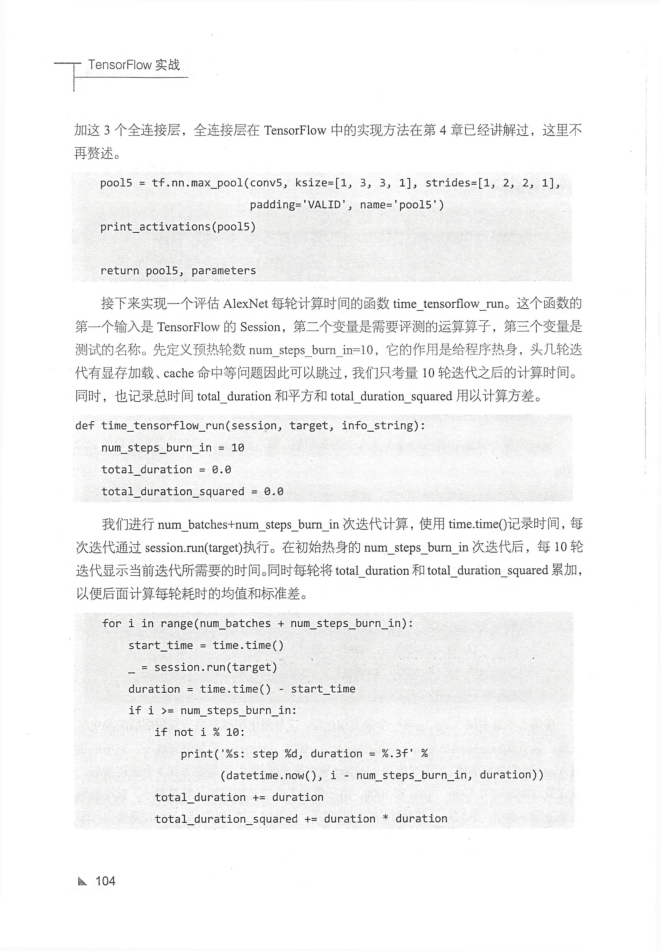 TensorFlow 实战
加这 3 个全连接层，全连接层在 TensorFlow 中的实现方法在第 4 章已经讲解过，这里不
再赘述。
pool5 = tf.nn.max_pool(conv5, ksize=[1, 3, 3, 1], strides=[1, 2, 2, 1],
padding='VALID', name='pool5')
print_activations(pool5)
return pool5, parameters
接下来实现一个评估 AlexNet 每轮计算时间的函数 time_tensorflow_run。这个函数的
第一个输入是 TensorFlow 的 Session，第二个变量是需要评测的运算算子，第三个变量是
测试的名称。先定义预热轮数 num_steps_burn_in=10，它的作用是给程序热身，头几轮迭
代有显存加载、cache 命中等问题因此可以跳过，我们只考量 10 轮迭代之后的计算时间。
同时，也记录总时间 total_duration 和平方和 total_duration_squared 用以计算方差。
def time_tensorflow_run(session, target, info_string):
num_steps_burn_in = 10
total_duration = 0.0
total_duration_squared = 0.0
我们进行 num_batches+num_steps_burn_in 次迭代计算，使用 time.time()记录时间，每
次迭代通过 session.run(target)执行。在初始热身的 num_steps_burn_in 次迭代后，每 10 轮
迭代显示当前迭代所需要的时间。同时每轮将 total_duration 和 total_duration_squared 累加，
以便后面计算每轮耗时的均值和标准差。
for i in range(num_batches + num_steps_burn_in):
start_time = time.time()
_ = session.run(target)
duration = time.time() - start_time
if i >= num_steps_burn_in:
if not i % 10:
print('%s: step %d, duration = %.3f' %
(datetime.now(), i - num_steps_burn_in, duration))
total_duration += duration
total_duration_squared += duration * duration
104